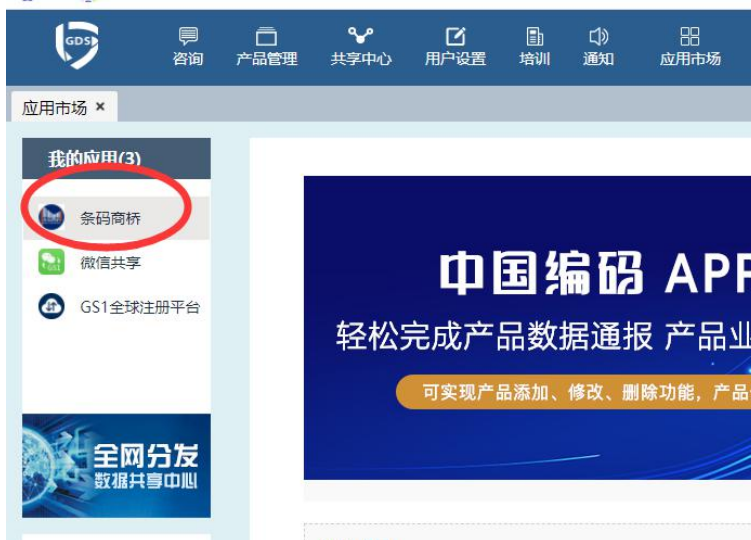 GDS
咨询
产品管理
共享中心
用户设置
培训
通知
应用市场
应用市场 ×
我的应用(3)
条码商桥
微信共享
GS1全球注册平台
全网分发
数据共享中心
中国编码 APP
轻松完成产品数据通报 产品业
可实现产品添加、修改、删除功能，产品